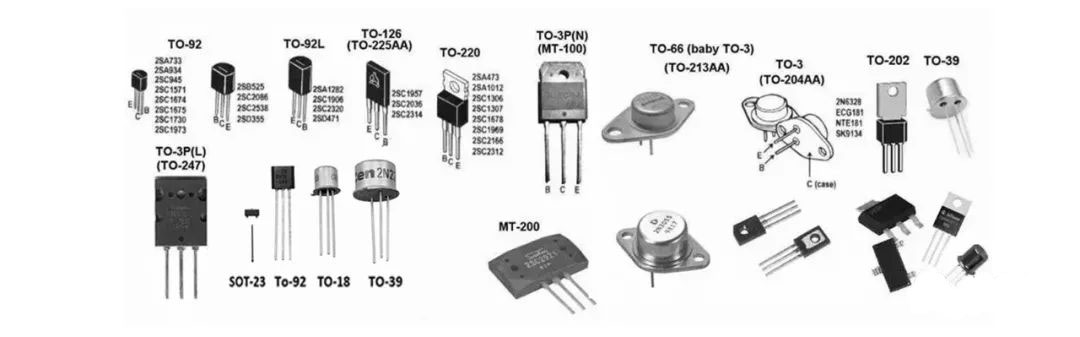 TO-92
2SA733
2SA934
2SC945
2SC1571
2SC1674
2SC1675
2SC1730
2SC1973
E C B
2SB525
2SC2086
2SC2538
2SD355
B C E
TO-92L
2SA1282
2SC1906
2SC2320
2SD471
E C B
TO-126
(TO-225AA)
2SC1957
2SC2036
2SC2314
E C B
TO-220
2SA473
2SA1012
2SC1306
2SC1307
2SC1678
2SC1969
2SC2166
2SC2312
B C E
TO-3P(N)
(MT-100)
B C E
TO-66 (baby TO-3)
(TO-213AA)
TO-3
(TO-204AA)
2N6328
ECG181
NTE181
SK9134
E
B
C (case)
TO-202
TO-39
TO-3P(L)
(TO-247)
SOT-23
To-92
TO-18
2N2
TO-39
MT-200
2SC2921
2N3055